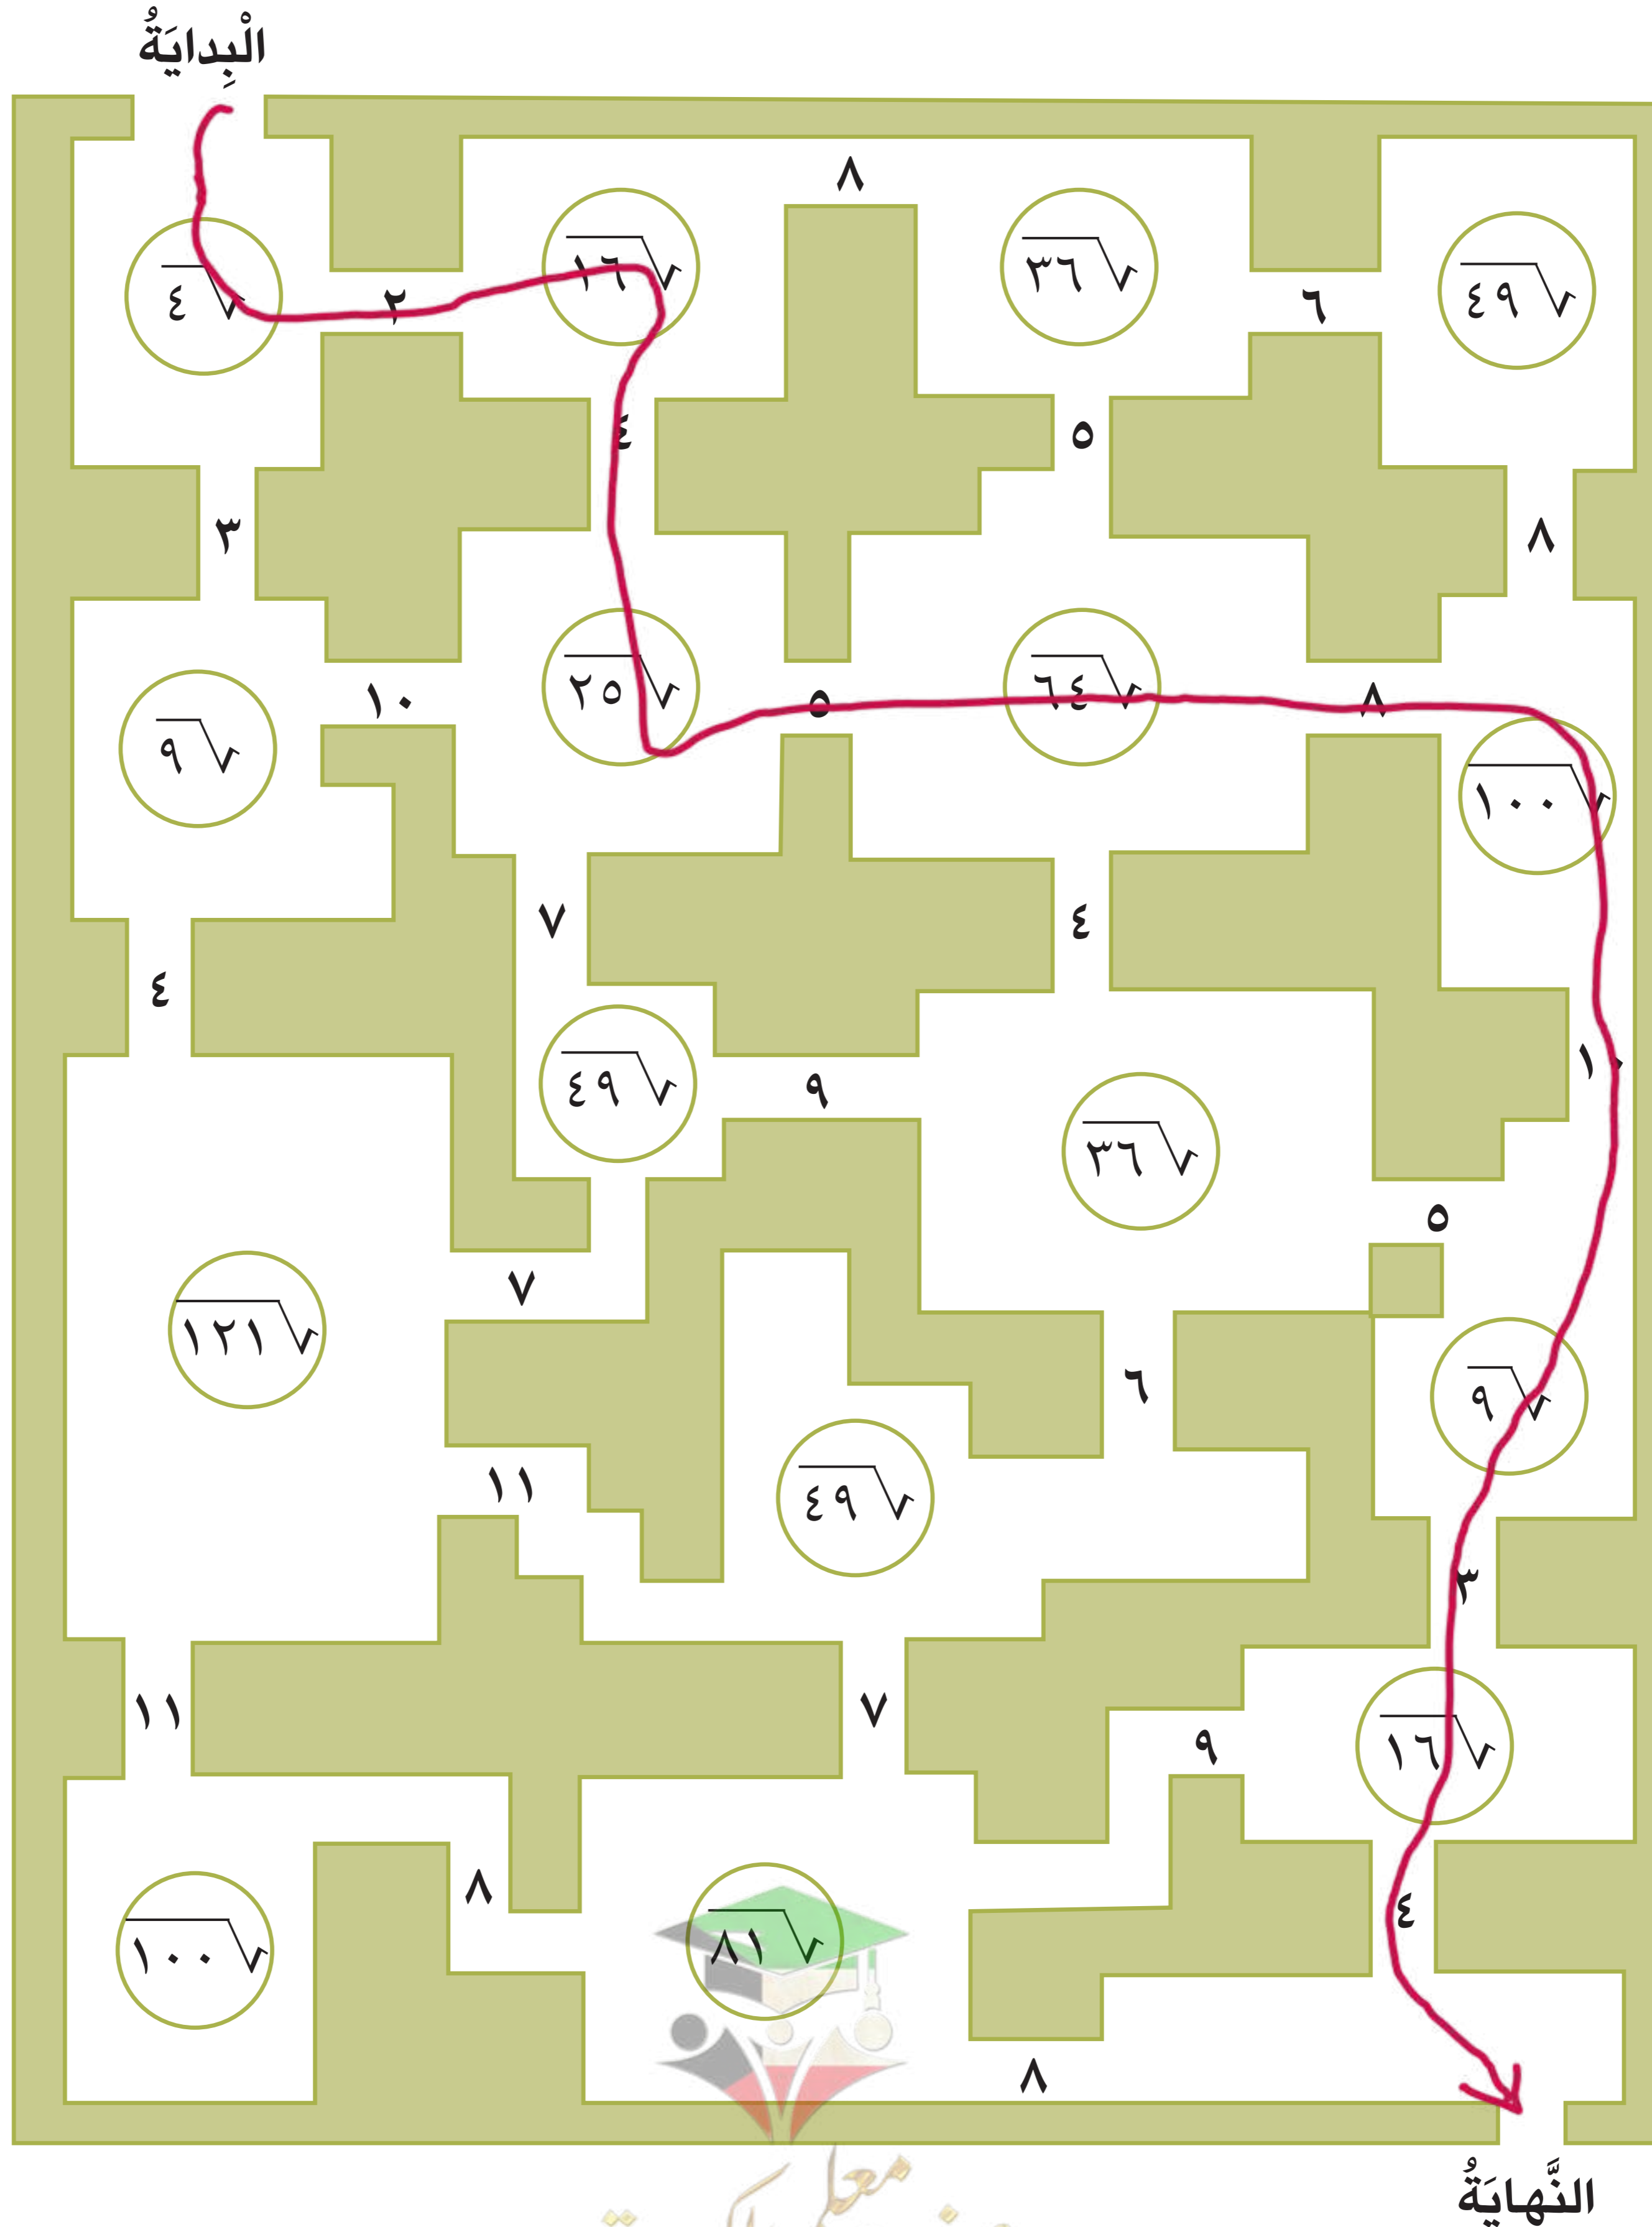 الْبِدايَةُ
٨
√٤ ٢ √١٦ √٣٦ ٦ √٤٩
٤ ٥
٣ ٨
√٩ ١٠ √٢٥ ٥ √٦٤ ٨ √١٠٠
٧ ٤
٤
√٤٩ ٩ √٣٦ ١٠
٥
√١٢١ ٧
٦ √٩
١١ √٤٩
٣
١١ ٧ ٩ √١٦
٨ ٤
√١٠٠ √٨١
٨
النَّهايَةُ